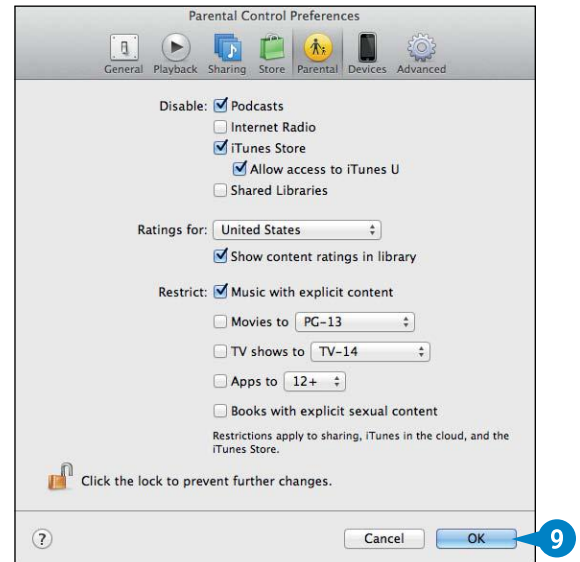 Parental Control Preferences
General Playback Sharing Store Parental Devices Advanced
Disable: Podcasts
Internet Radio
iTunes Store
Allow access to iTunes U
Shared Libraries
Ratings for: United States
Show content ratings in library
Restrict: Music with explicit content
Movies to PG-13
TV shows to TV-14
Apps to 12+
Books with explicit sexual content
Restrictions apply to sharing, iTunes in the cloud, and the
iTunes Store.
Click the lock to prevent further changes.
? Cancel OK 9